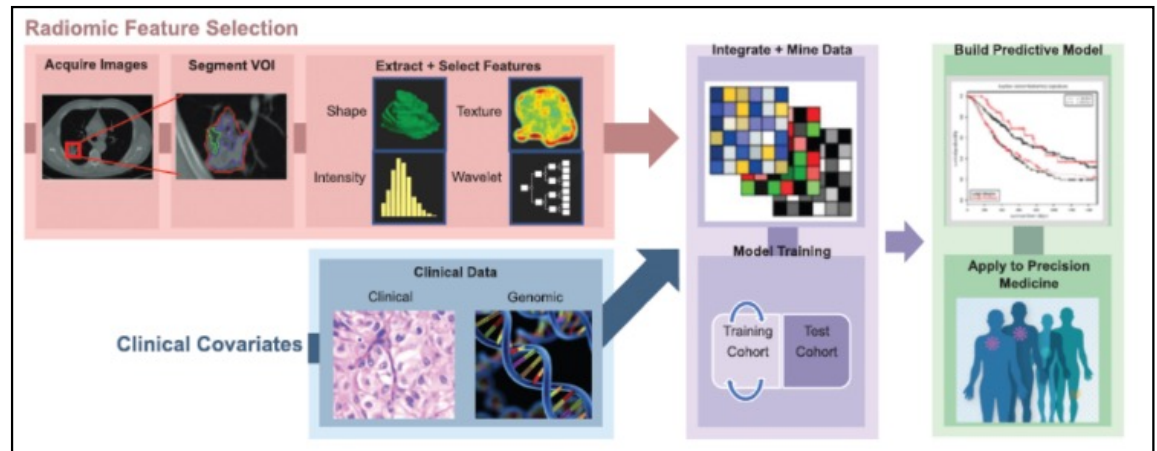 Radiomic Feature Selection
Acquire Images
Segment VOI
Extract + Select Features
Shape
Texture
Intensity
Wavelet
Clinical Covariates
Clinical Data
Clinical
Genomic
Integrate + Mine Data
Model Training
Training
Cohort
Test
Cohort
Build Predictive Model
Apply to Precision
Medicine